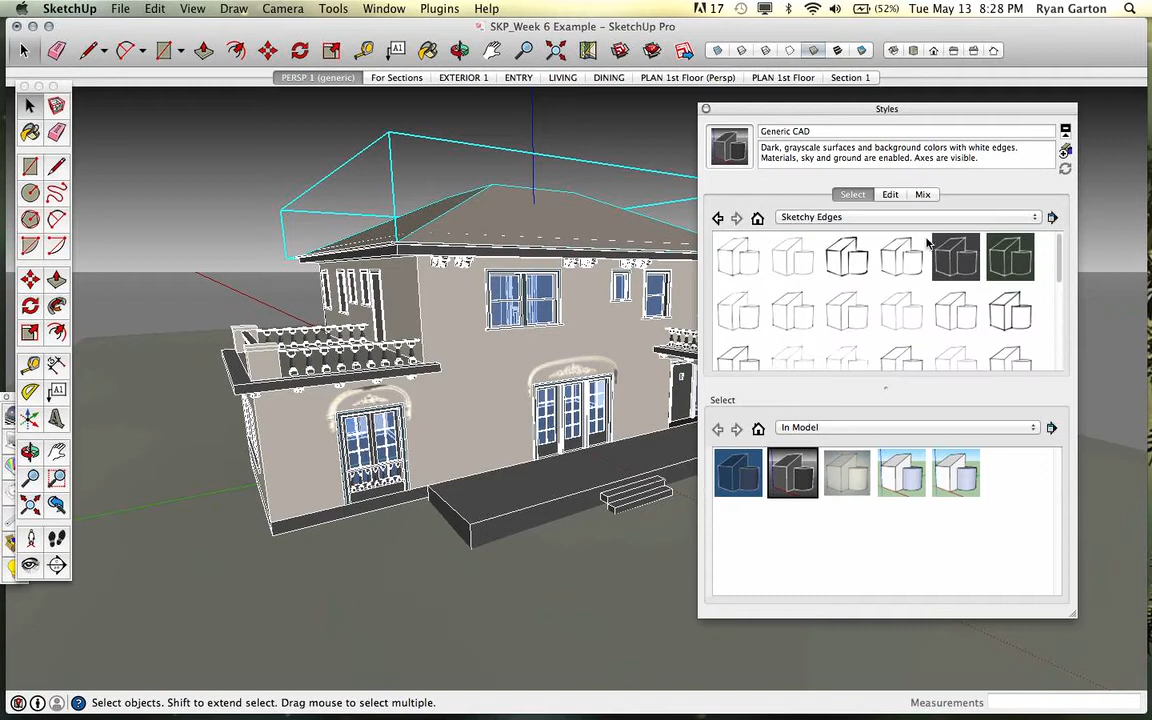 SketchUp File Edit View Draw Camera Tools Window Plugins Help 17 (52%) Tue May 13 8:28 PM Ryan Garton
SKP_Week 6 Example - SketchUp Pro
A1
PERSP 1 (generic) For Sections EXTERIOR 1 ENTRY LIVING DINING PLAN 1st Floor (Persp) PLAN 1st Floor Section 1
Styles
Generic CAD
Dark, grayscale surfaces and background colors with white edges.
Materials, sky and ground are enabled. Axes are visible.
Select Edit Mix
Sketchy Edges
A1
Select
In Model
Select objects. Shift to extend select. Drag mouse to select multiple. Measurements